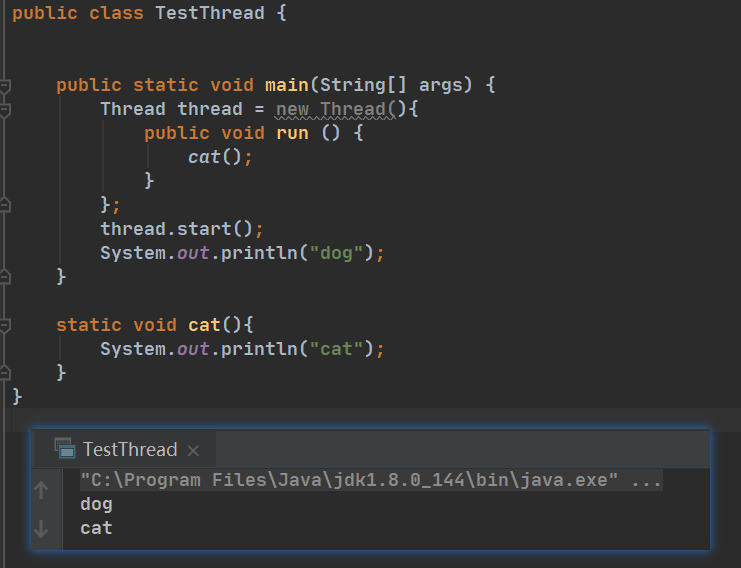 public class TestThread {
public static void main(String[] args) {
Thread thread = new Thread(){
public void run () {
cat();
}
};
thread.start();
System.out.println("dog");
}
static void cat(){
System.out.println("cat");
}
}
TestThread ×
"C:\Program Files\Java\jdk1.8.0_144\bin\java.exe" ...
dog
cat